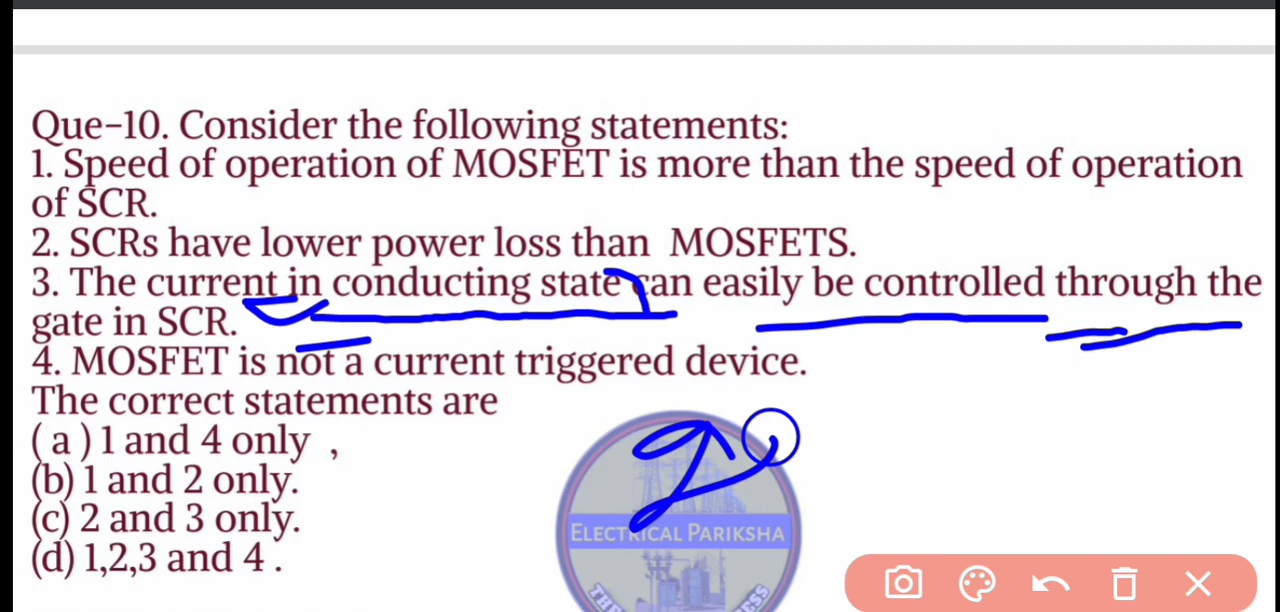 Que-10. Consider the following statements:
1. Speed of operation of MOSFET is more than the speed of operation
of SCR.
2. SCRs have lower power loss than MOSFETS.
3. The current in conducting state can easily be controlled through the
gate in SCR.
4. MOSFET is not a current triggered device.
The correct statements are
( a ) 1 and 4 only ,
(b) 1 and 2 only.
(c) 2 and 3 only.
(d) 1,2,3 and 4 .
ELECTRICAL PARIKSHA